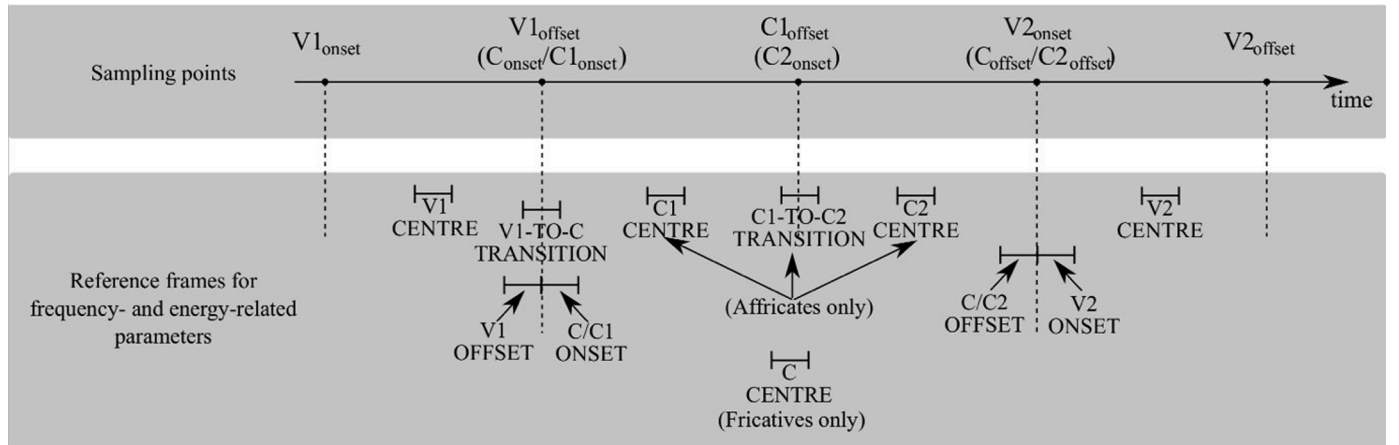 V1onset
V1offset
(Conset/C1onset)
C1offset
(C2onset)
V2onset
(Coffset/C2offset)
V2offset
Sampling points
time
V1
CENTRE
V1-TO-C
TRANSITION
C1
CENTRE
C1-TO-C2
TRANSITION
C2
CENTRE
V2
CENTRE
Reference frames for
frequency- and energy-related
parameters
V1
OFFSET
C/C1
ONSET
(Affricates only)
C/C2
OFFSET
V2
ONSET
C
CENTRE
(Fricatives only)